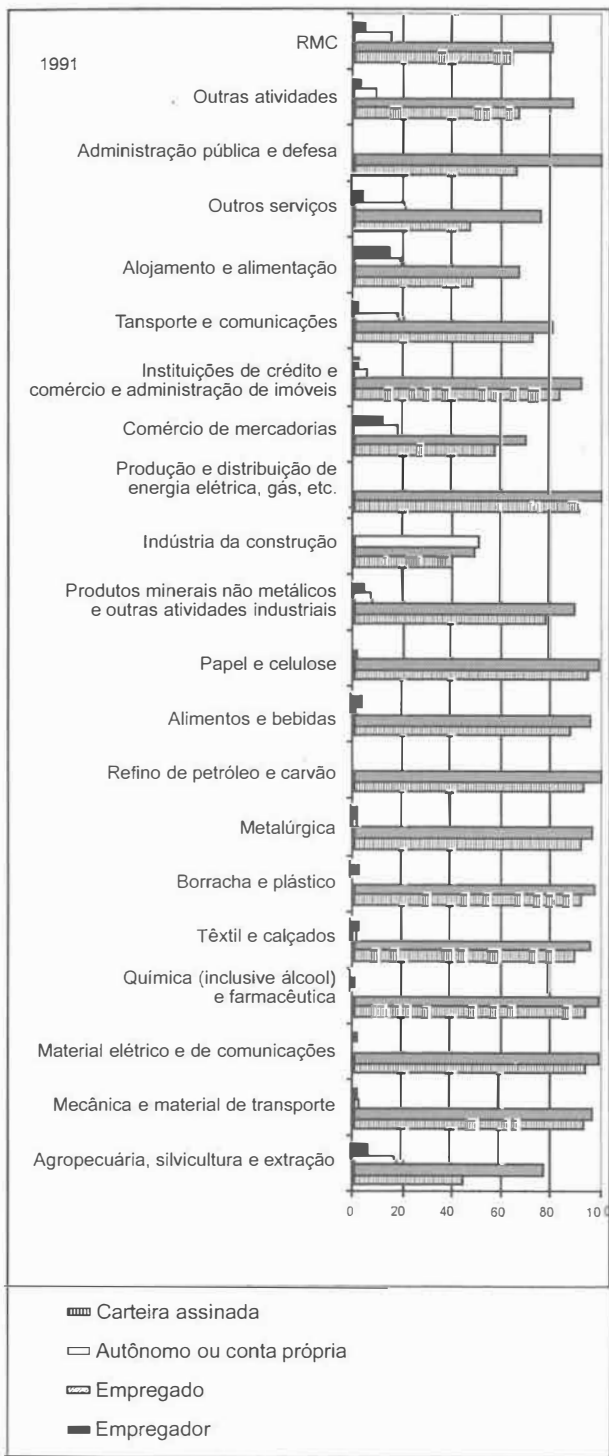 1991
RMC
Outras atividades
Administração pública e defesa
Outros serviços
Alojamento e alimentação
Tansporte e comunicações
Instituições de crédito e
comércio e administração de imóveis
Comércio de mercadorias
Produção e distribuição de
energia elétrica, gás, etc.
Indústria da construção
Produtos minerais não metálicos
e outras atividades industriais
Papel e celulose
Alimentos e bebidas
Refino de petróleo e carvão
Metalúrgica
Borracha e plástico
Têxtil e calçados
Química (inclusive álcool)
e farmacêutica
Material elétrico e de comunicações
Mecânica e material de transporte
Agropecuária, silvicultura e extração
0 20 40 60 80 100
Carteira assinada
Autônomo ou conta própria
Empregado
Empregador